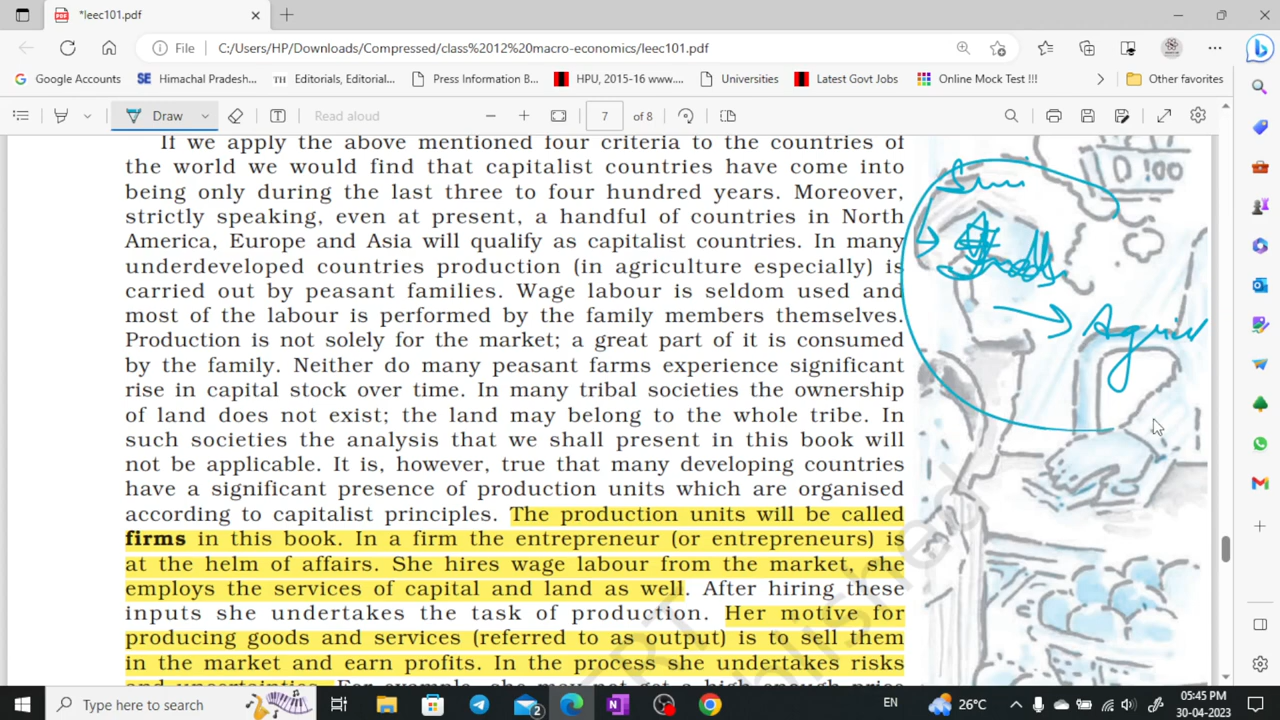 *leec101.pdf
File
C:/Users/HP/Downloads/Compressed/class%2012%20macro-economics/leec101.pdf
Google Accounts
SE Himachal Pradesh...
TH Editorials, Editorial...
Press Information B...
HPU, 2015-16 www....
Universities
Latest Govt Jobs
Online Mock Test !!!
Other favorites
Draw
Read aloud
7 of 8
If we apply the above mentioned four criteria to the countries of
the world we would find that capitalist countries have come into
being only during the last three to four hundred years. Moreover,
strictly speaking, even at present, a handful of countries in North
America, Europe and Asia will qualify as capitalist countries. In many
underdeveloped countries production (in agriculture especially) is
carried out by peasant families. Wage labour is seldom used and
most of the labour is performed by the family members themselves.
Production is not solely for the market; a great part of it is consumed
by the family. Neither do many peasant farms experience significant
rise in capital stock over time. In many tribal societies the ownership
of land does not exist; the land may belong to the whole tribe. In
such societies the analysis that we shall present in this book will
not be applicable. It is, however, true that many developing countries
have a significant presence of production units which are organised
according to capitalist principles. The production units will be called
firms in this book. In a firm the entrepreneur (or entrepreneurs) is
at the helm of affairs. She hires wage labour from the market, she
employs the services of capital and land as well. After hiring these
inputs she undertakes the task of production. Her motive for
producing goods and services (referred to as output) is to sell them
in the market and earn profits. In the process she undertakes risks
and uncertainties. For example, she may not get a high enough price
Type here to search
2
26°C
EN
05:45 PM
30-04-2023